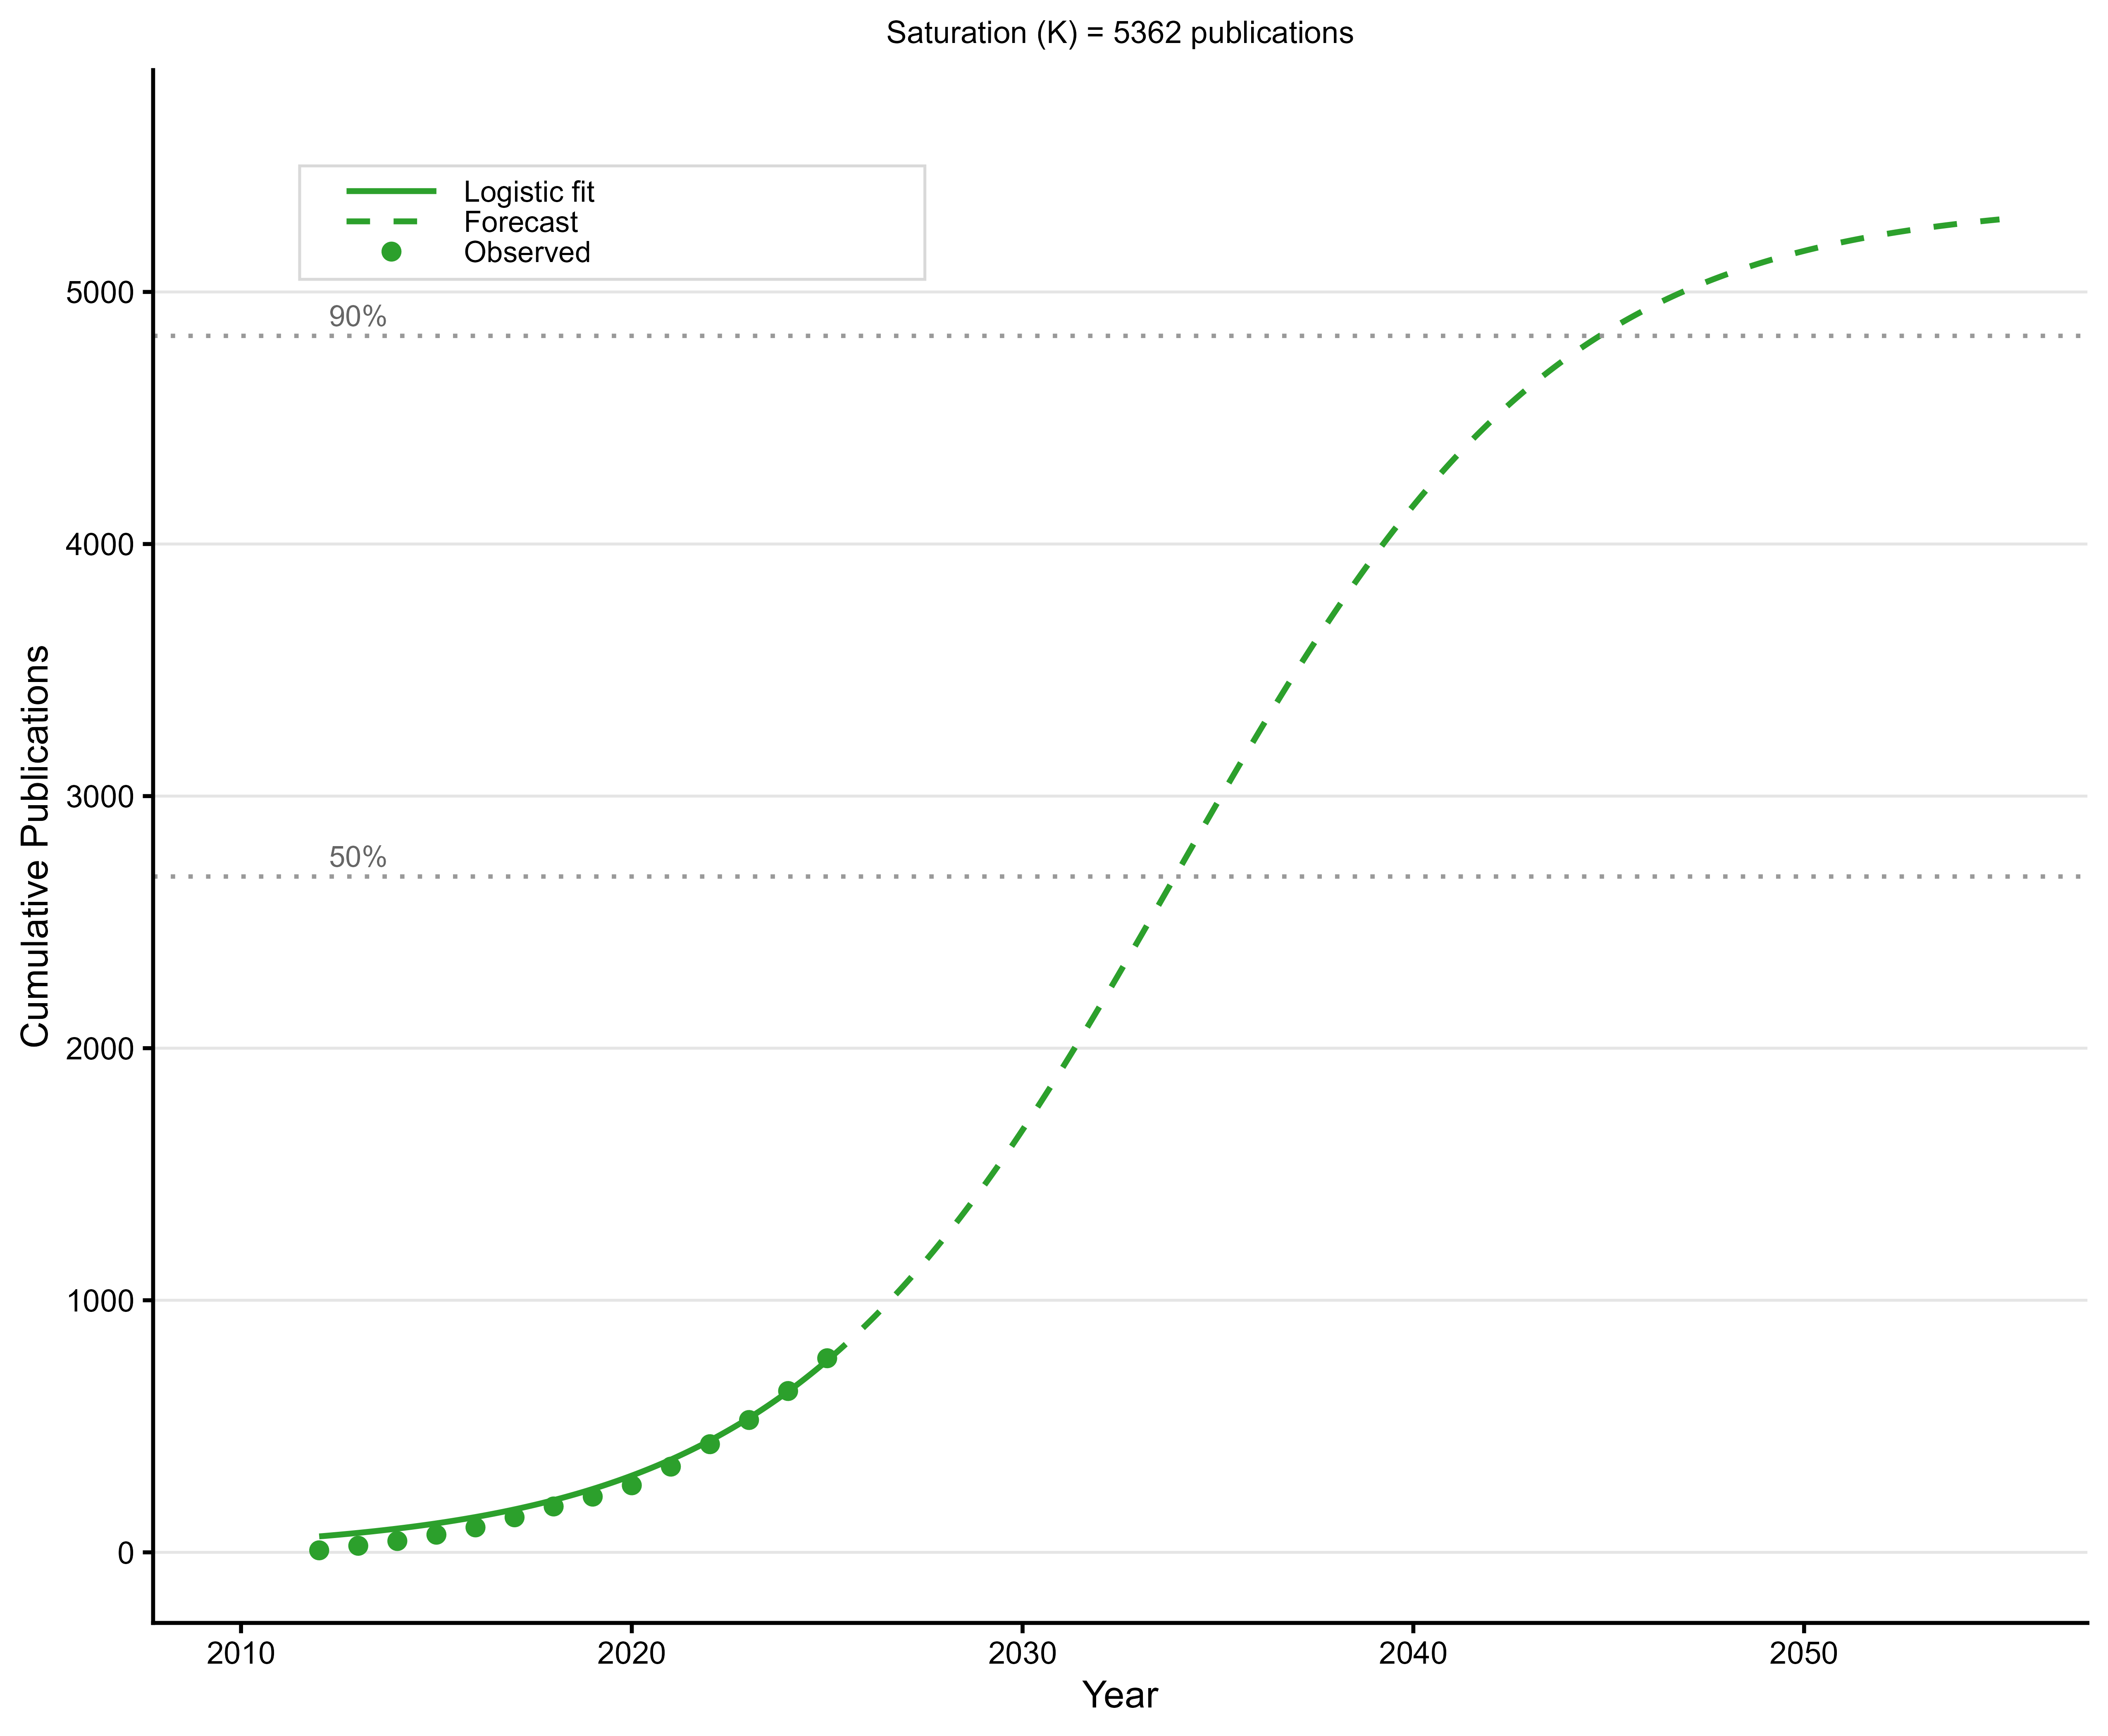 Saturation (K) = 5362 publications
Logistic fit
Forecast
Observed
5000
90%
4000
3000
50%
2000
1000
0
Cumulative Publications
2010
2020
2030
2040
2050
Year